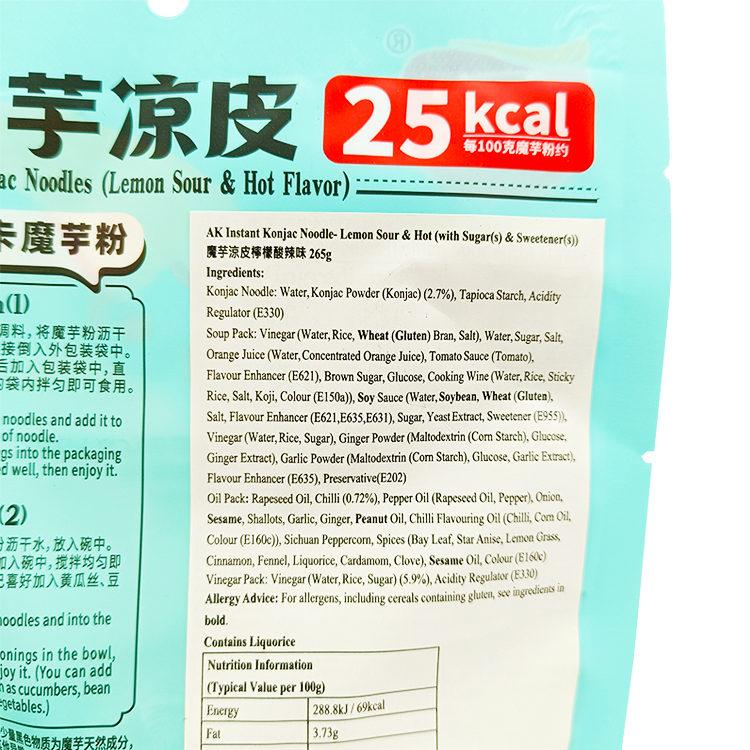 ®
芋凉皮
25 kcal
每100克魔芋粉约
Noodles (Lemon Sour & Hot Flavor)
魔芋粉
(1)
调料，将魔芋粉沥干
接倒入外包装袋中。
后加入包装袋中，直
袋内拌匀即可食用。
noodles and add it to
of noodle.
into the packaging
well, then enjoy it.
(2)
沥干水，放入碗中。
加入碗中，搅拌均匀即
喜好加入黄瓜丝、豆
noodles and into the
in the bowl,
enjoy it. (You can add
as cucumbers, bean
黑色物质为魔芋天然成分，
AK Instant Konjac Noodle- Lemon Sour & Hot (with Sugar(s) & Sweetener(s))
魔芋涼皮檸檬酸辣味 265g
Ingredients:
Konjac Noodle: Water, Konjac Powder (Konjac) (2.7%), Tapioca Starch, Acidity
Regulator (E330)
Soup Pack: Vinegar (Water, Rice, Wheat (Gluten) Bran, Salt), Water, Sugar, Salt,
Orange Juice (Water, Concentrated Orange Juice), Tomato Sauce (Tomato),
Flavour Enhancer (E621), Brown Sugar, Glucose, Cooking Wine (Water, Rice, Sticky
Rice, Salt, Koji, Colour (E150a)), Soy Sauce (Water, Soybean, Wheat (Gluten),
Salt, Flavour Enhancer (E621,E635,E631), Sugar, Yeast Extract, Sweetener (E955)),
Vinegar (Water, Rice, Sugar), Ginger Powder (Maltodextrin (Corn Starch), Glucose,
Ginger Extract), Garlic Powder (Maltodextrin (Corn Starch), Glucose, Garlic Extract),
Flavour Enhancer (E635), Preservative(E202)
Oil Pack: Rapeseed Oil, Chilli (0.72%), Pepper Oil (Rapeseed Oil, Pepper), Onion,
Sesame, Shallots, Garlic, Ginger, Peanut Oil, Chilli Flavouring Oil (Chilli, Corn Oil,
Colour (E160c)), Sichuan Peppercorn, Spices (Bay Leaf, Star Anise, Lemon Grass,
Cinnamon, Fennel, Liquorice, Cardamom, Clove), Sesame Oil, Colour (E160c)
Vinegar Pack: Vinegar (Water, Rice, Sugar) (5.9%), Acidity Regulator (E330)
Allergy Advice: For allergens, including cereals containing gluten, see ingredients in
bold.
Contains Liquorice
Nutrition Information
(Typical Value per 100g)
Energy 288.8kJ / 69kcal
Fat 3.73g